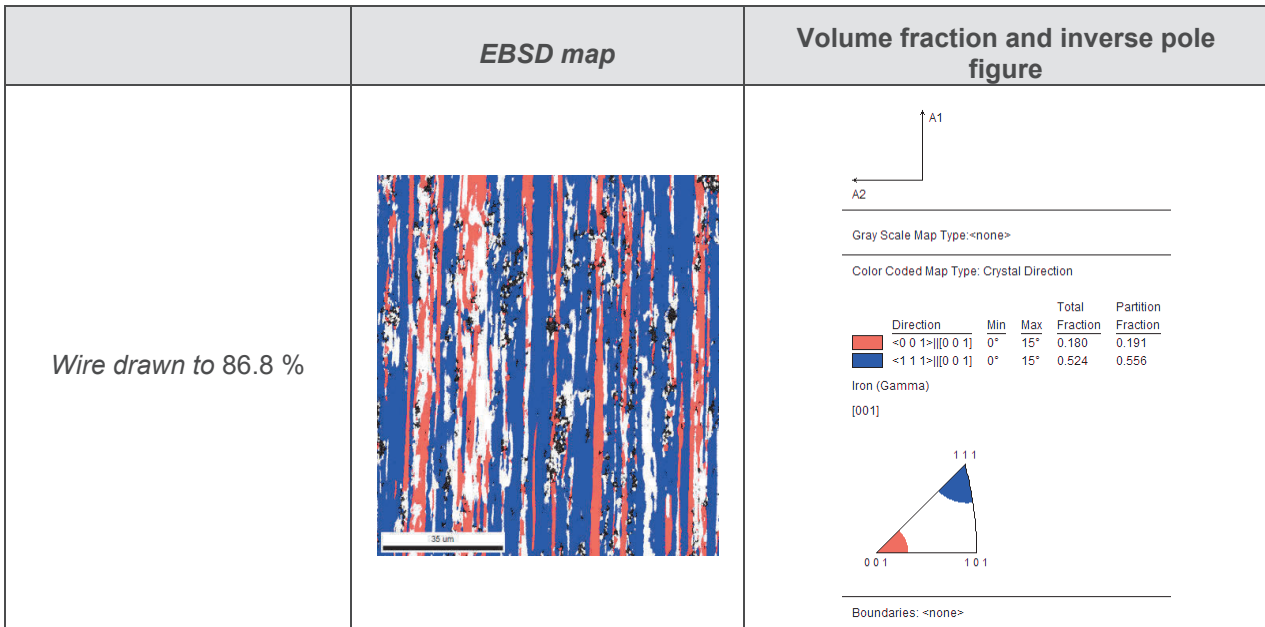 EBSD map
Volume fraction and inverse pole
figure
Wire drawn to 86.8 %
35 um
A1
A2
Gray Scale Map Type:<none>
Color Coded Map Type: Crystal Direction
Total Partition
Direction Min Max Fraction Fraction
<0 0 1>||[0 0 1] 0° 15° 0.180 0.191
<1 1 1>||[0 0 1] 0° 15° 0.524 0.556
Iron (Gamma)
[001]
1 1 1
0 0 1 1 0 1
Boundaries: <none>